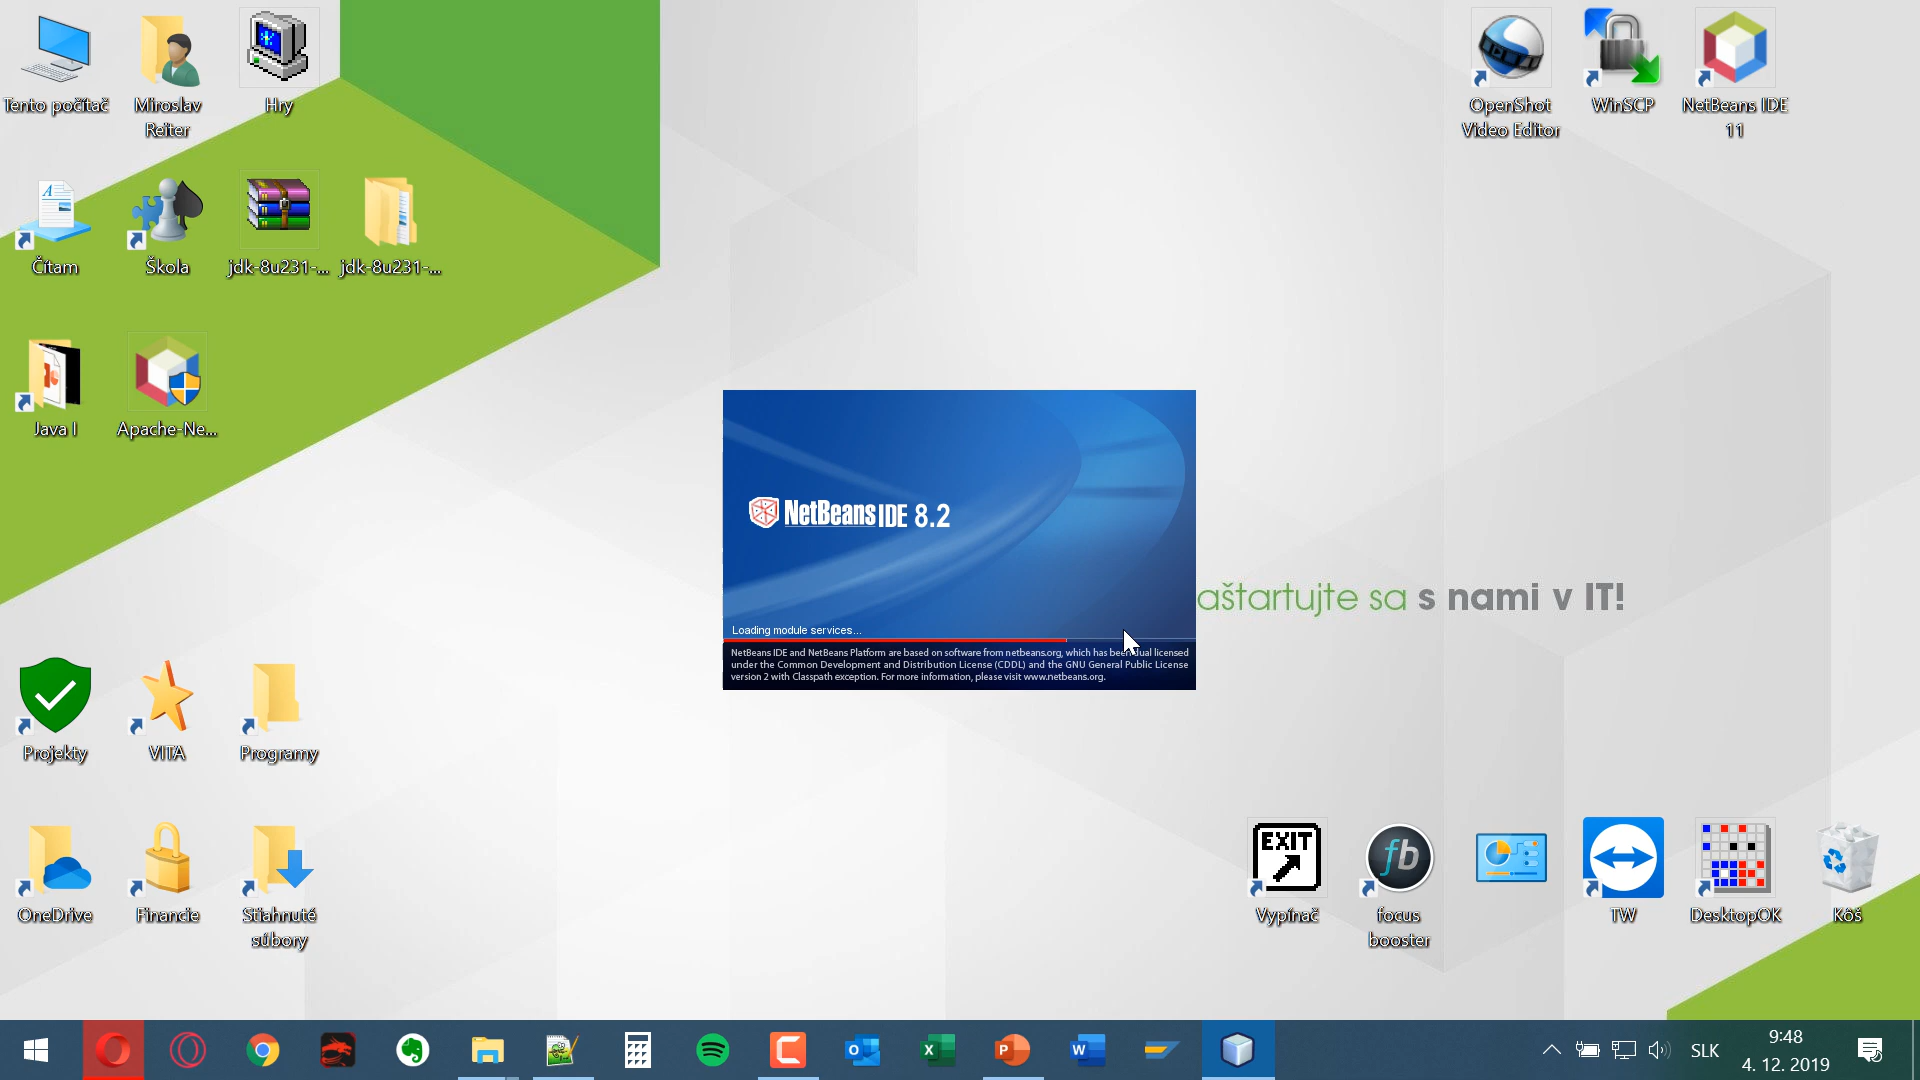 Tento počítač
Miroslav
Reiter
Hry
OpenShot
Video Editor
WinSCP
NetBeans IDE
11
Čítam
Škola
jdk-8u231-...
jdk-8u231-...
Java I
Apache-Ne...
NetBeans IDE 8.2
aštartujte sa s nami v IT!
Loading module services...
NetBeans IDE and NetBeans Platform are based on software from netbeans.org, which has been dual licensed
under the Common Development and Distribution License (CDDL) and the GNU General Public License
version 2 with Classpath exception. For more information, please visit www.netbeans.org.
Projekty
VITA
Programy
OneDrive
Financie
Stiahnuté
súbory
EXIT
Vypínač
fb
focus
booster
TW
DesktopOK
Kôš
SLK
9:48
4. 12. 2019